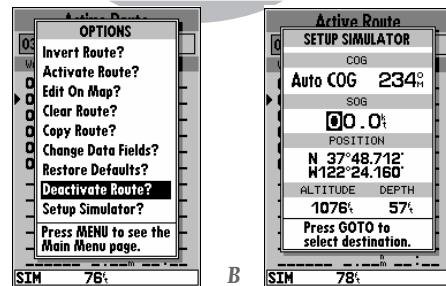 Active Route
OPTIONS
Invert Route?
Activate Route?
Edit On Map?
Clear Route?
Copy Route?
Change Data Fields?
Restore Defaults?
Deactivate Route?
Setup Simulator?
Press MENU to see the
Main Menu page.
SIM 76
B
Active Route
SETUP SIMULATOR
COG
Auto COG 234°
SOG
00.0
POSITION
N 37°48.712'
W122°24.160'
ALTITUDE DEPTH
1076 57
Press GOTO to
select destination.
SIM 78